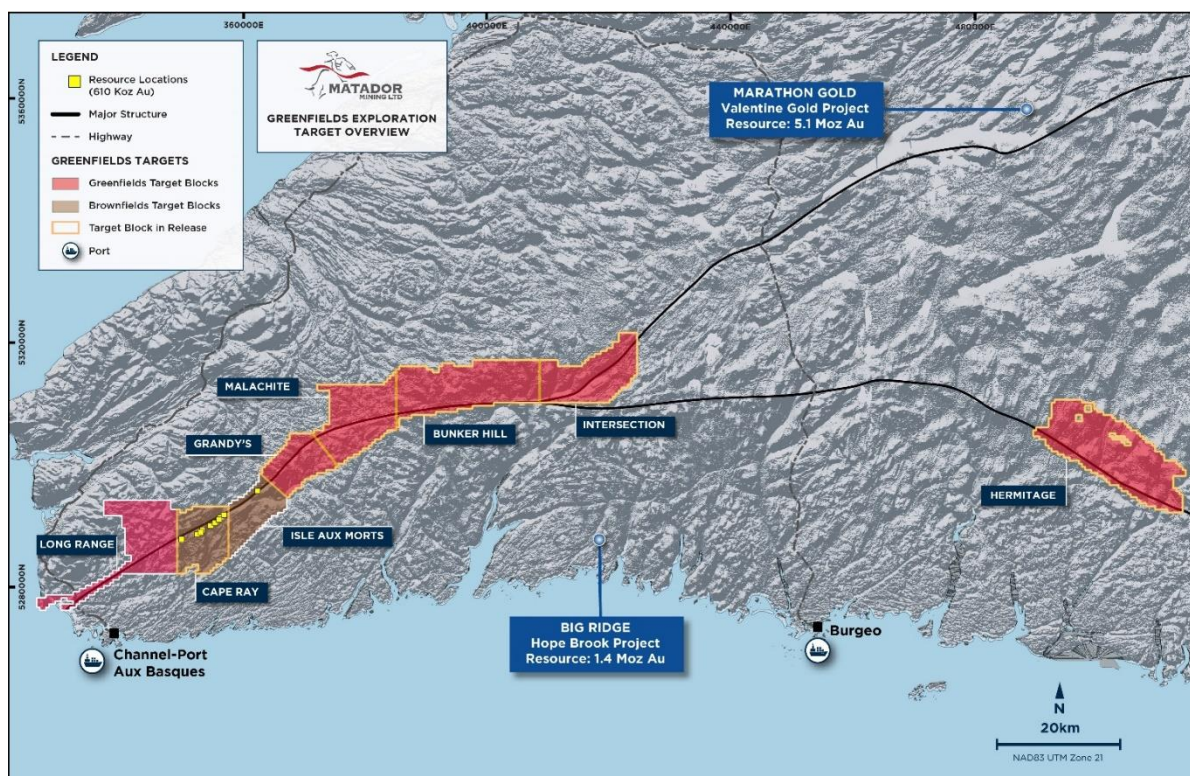 360000E
400000E
440000E
480000E
5360000N
5320000N
5280000N
LEGEND
Resource Locations
(610 Koz Au)
Major Structure
Highway
GREENFIELDS TARGETS
Greenfields Target Blocks
Brownfields Target Blocks
Target Block in Release
Port
MATADOR
MINING LTD
GREENFIELDS EXPLORATION
TARGET OVERVIEW
MARATHON GOLD
Valentine Gold Project
Resource: 5.1 Moz Au
MALACHITE
GRANDY'S
BUNKER HILL
INTERSECTION
HERMITAGE
LONG RANGE
ISLE AUX MORTS
CAPE RAY
BIG RIDGE
Hope Brook Project
Resource: 1.4 Moz Au
Channel-Port
Aux Basques
Burgeo
N
20km
NAD83 UTM Zone 21